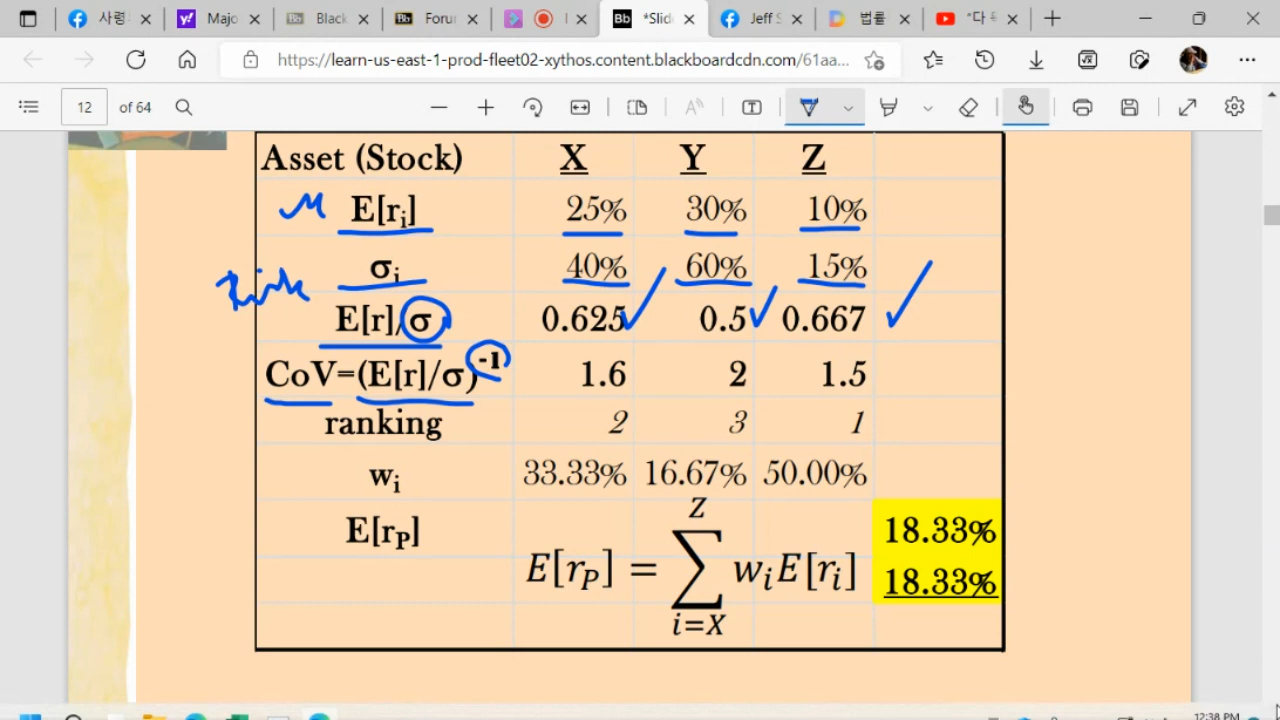 사령
Majo
Black
Foru
*Slid
Jeff S
법률
"다
https://learn-us-east-1-prod-fleet02-xythos.content.blackboardcdn.com/61aa...
12 of 64
Asset (Stock) X Y Z
M E[ri] 25% 30% 10%
Risk σi 40% 60% 15%
E[r]/σ 0.625 0.5 0.667
CoV=(E[r]/σ)-1 1.6 2 1.5
ranking 2 3 1
wi 33.33% 16.67% 50.00%
E[rP] E[rP] = Z∑i=X wiE[ri] 18.33%
18.33%
12:38 PM